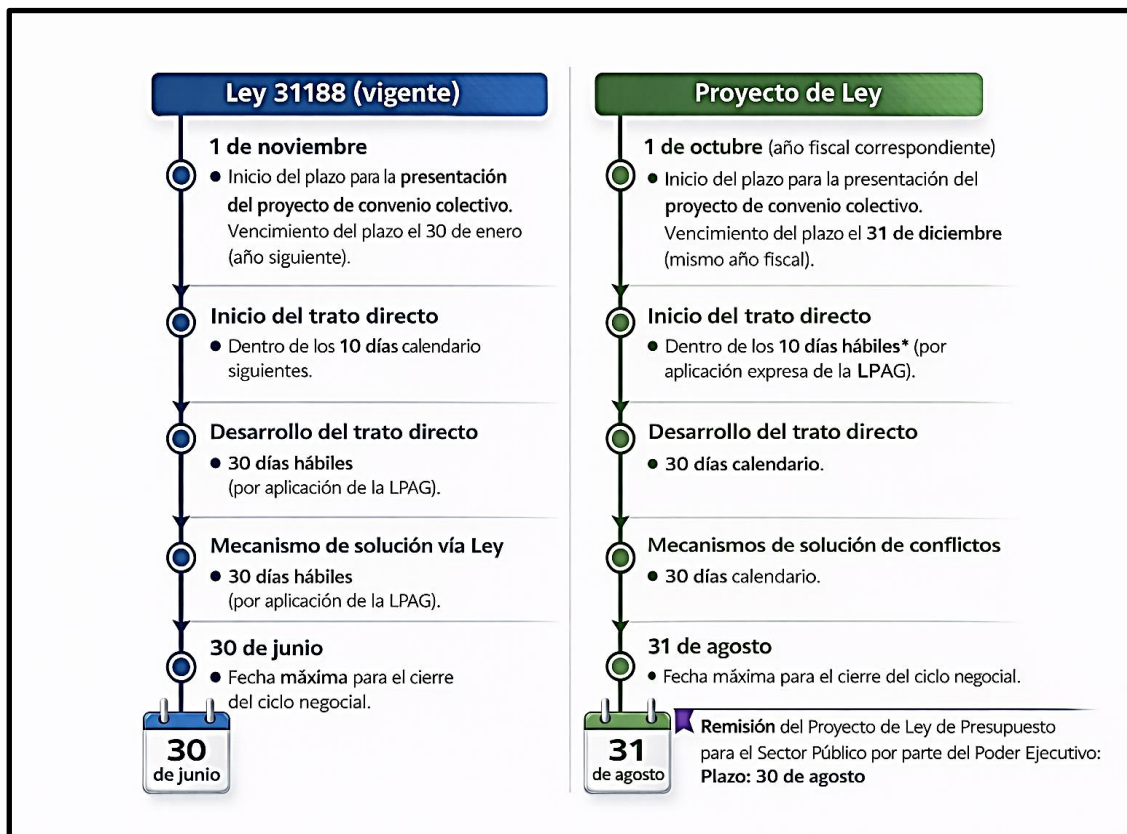 Ley 31188 (vigente)
1 de noviembre
• Inicio del plazo para la presentación
del proyecto de convenio colectivo.
Vencimiento del plazo el 30 de enero
(año siguiente).
Inicio del trato directo
• Dentro de los 10 días calendario
siguientes.
Desarrollo del trato directo
• 30 días hábiles
(por aplicación de la LPAG).
Mecanismo de solución vía Ley
• 30 días hábiles
(por aplicación de la LPAG).
30 de junio
• Fecha máxima para el cierre
del ciclo negocial.
30
de junio
Proyecto de Ley
1 de octubre (año fiscal correspondiente)
• Inicio del plazo para la presentación del
proyecto de convenio colectivo.
Vencimiento del plazo el 31 de diciembre
(mismo año fiscal).
Inicio del trato directo
• Dentro de los 10 días hábiles* (por
aplicación expresa de la LPAG).
Desarrollo del trato directo
• 30 días calendario.
Mecanismos de solución de conflictos
• 30 días calendario.
31 de agosto
• Fecha máxima para el cierre del ciclo negocial.
31
de agosto
Remisión del Proyecto de Ley de Presupuesto
para el Sector Público por parte del Poder Ejecutivo:
Plazo: 30 de agosto